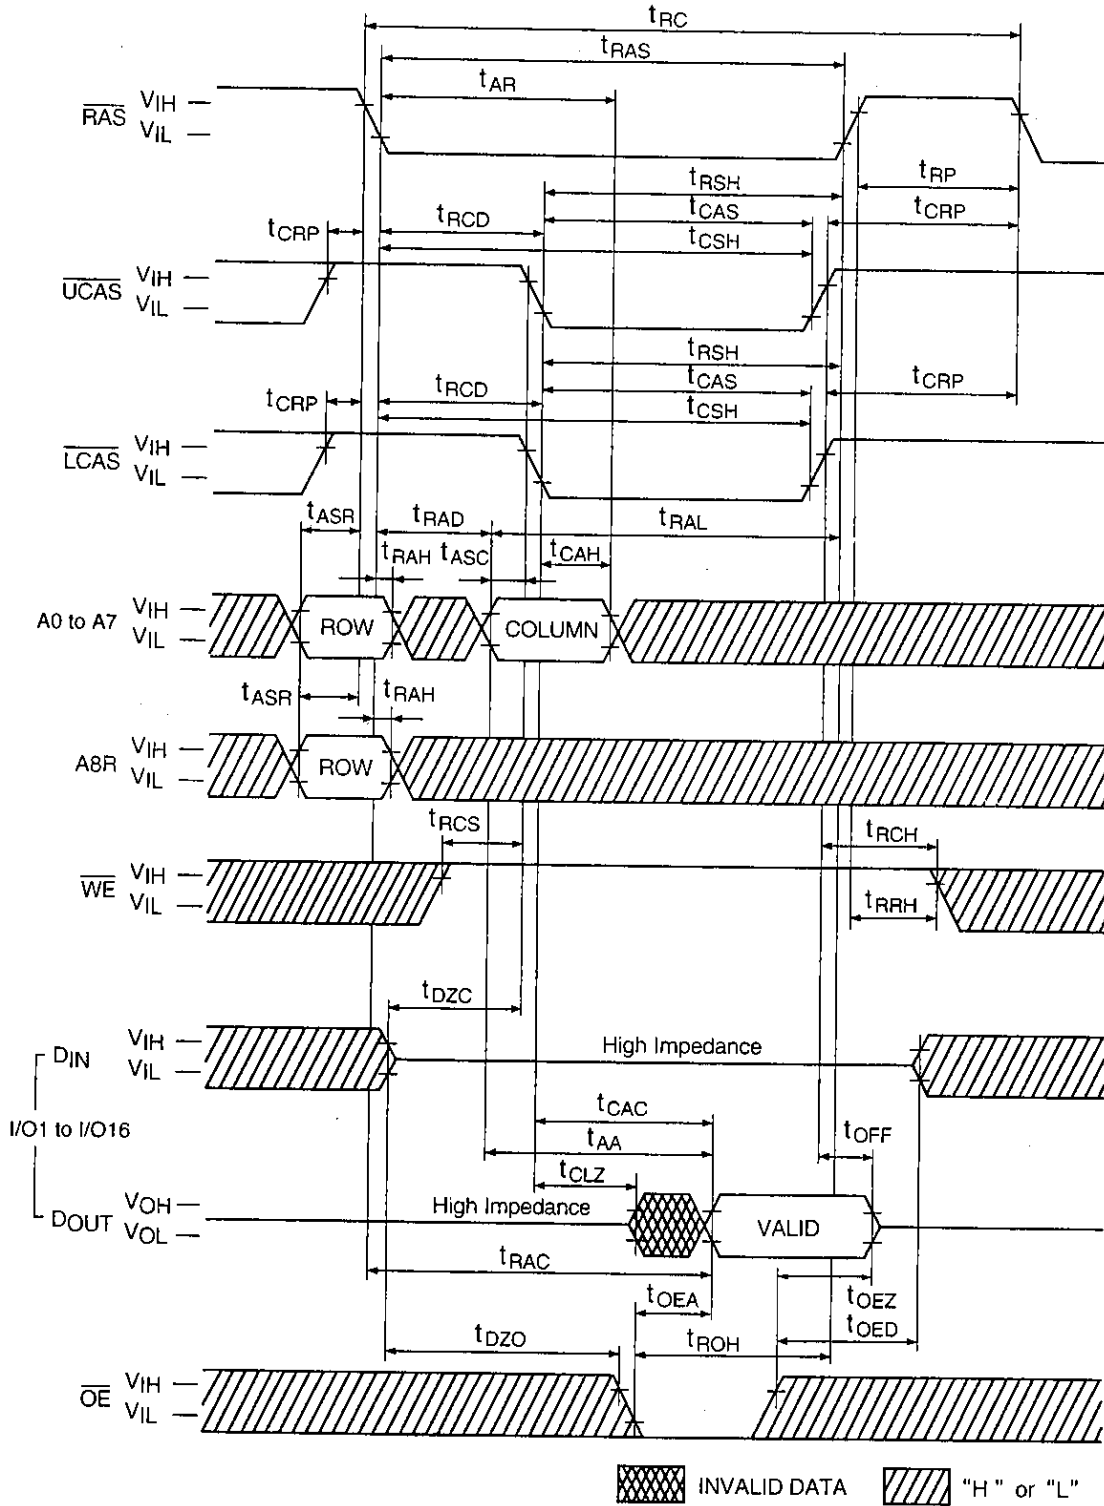 tRC
tRAS
tAR
RAS VIH
VIL
tRP
tRSH
tCAS
tCRP
tCRP
tRCD
tCSH
UCAS VIH
VIL
tRSH
tCAS
tCRP
tCRP
tRCD
tCSH
LCAS VIH
VIL
tASR
tRAD
tRAL
tRAH
tASC
tCAH
A0 to A7 VIH
VIL
ROW
COLUMN
tASR
tRAH
A8R VIH
VIL
ROW
tRCS
tRCH
WE VIH
VIL
tRRH
tDZC
DIN VIH
VIL
High Impedance
I/O1 to I/O16
tCAC
tOFF
tAA
tCLZ
DOUT VOH
VOL
High Impedance
VALID
tRAC
tOEA
tOEZ
tOED
tDZO
tROH
OE VIH
VIL
INVALID DATA
"H" or "L"